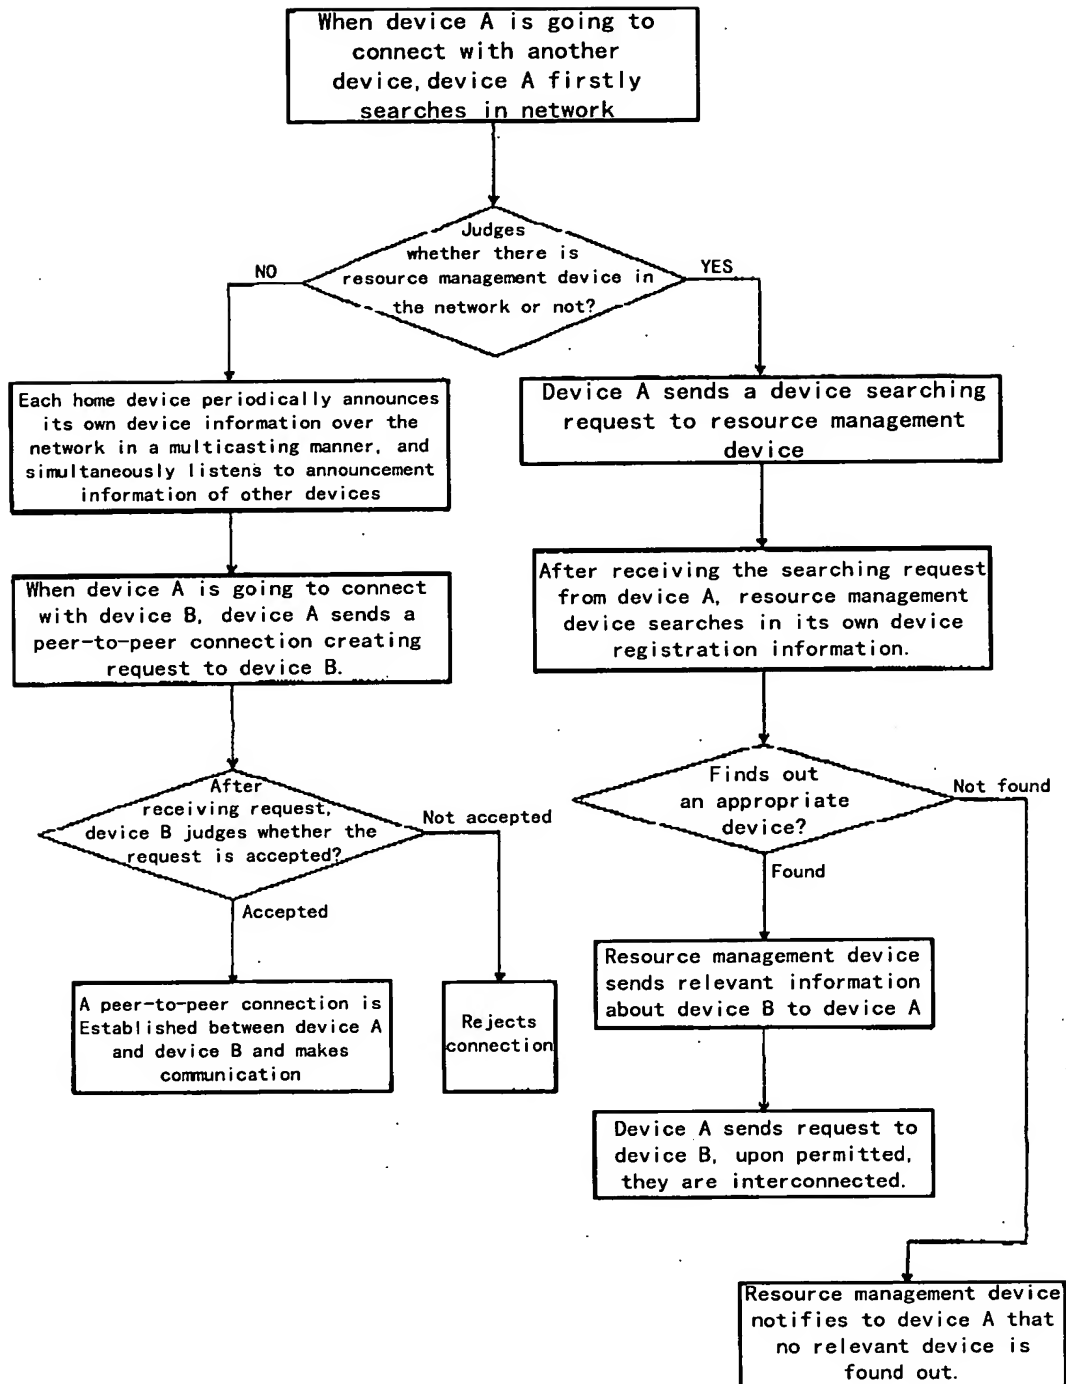 When device A is going to
connect with another
device, device A firstly
searches in network
Judges
whether there is
resource management device in
the network or not?
NO
YES
Each home device periodically announces
its own device information over the
network in a multicasting manner, and
simultaneously listens to announcement
information of other devices
Device A sends a device searching
request to resource management
device
When device A is going to connect
with device B, device A sends a
peer-to-peer connection creating
request to device B.
After receiving the searching request
from device A, resource management
device searches in its own device
registration information.
After
receiving request,
device B judges whether the
request is accepted?
Not accepted
Accepted
Finds out
an appropriate
device?
Not found
Found
A peer-to-peer connection is
Established between device A
and device B and makes
communication
Rejects
connection
Resource management device
sends relevant information
about device B to device A
Device A sends request to
device B, upon permitted,
they are interconnected.
Resource management device
notifies to device A that
no relevant device is
found out.